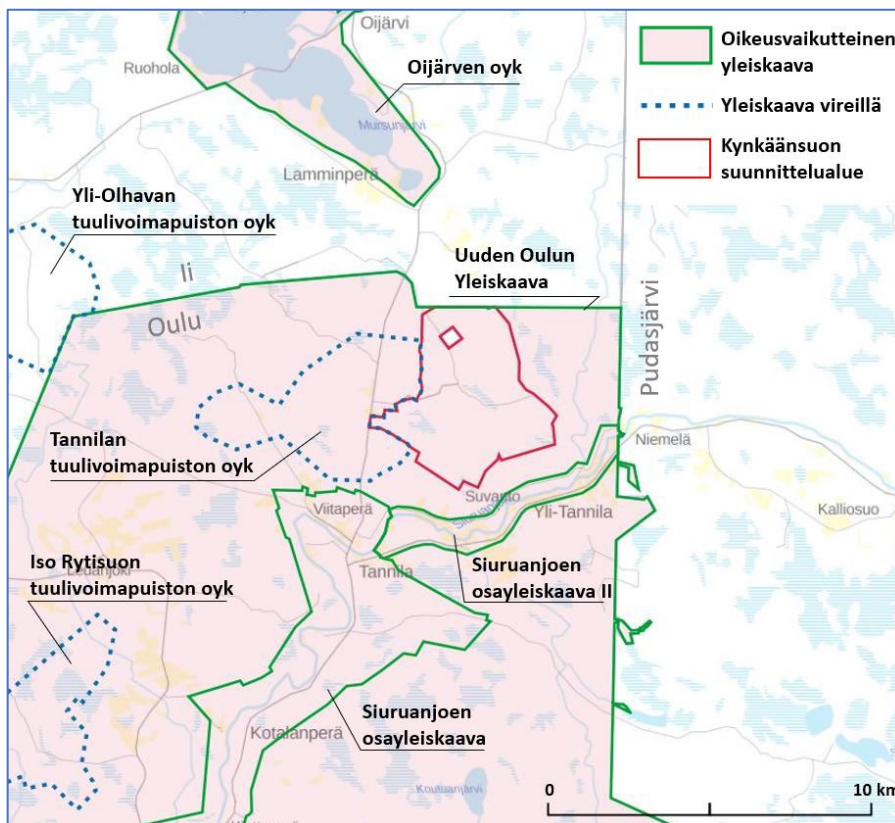 Oijärvi
Ruohola
Oijärven oyk
Mursunjärvi
Lamminperä
Oikeusvaikutteinen
yleiskaava
Yleiskaava vireillä
Kynkäänsuon
suunnittelualue
Yli-Olhavan
tuulivoimapuiston oyk
Ii
Oulu
Uuden Oulun
Yleiskaava
Pudasjärvi
Niemelä
Kalliosuo
Tannilan
tuulivoimapuiston oyk
Viitaperä
Suvanto
Siuruanjoki
Yli-Tannila
Tannila
Iso Rytisuon
tuulivoimapuiston oyk
Siuruanjoen
osayleiskaava II
Siuruanjoen
osayleiskaava
Kotalanperä
Koutuanjärvi
0 10 km